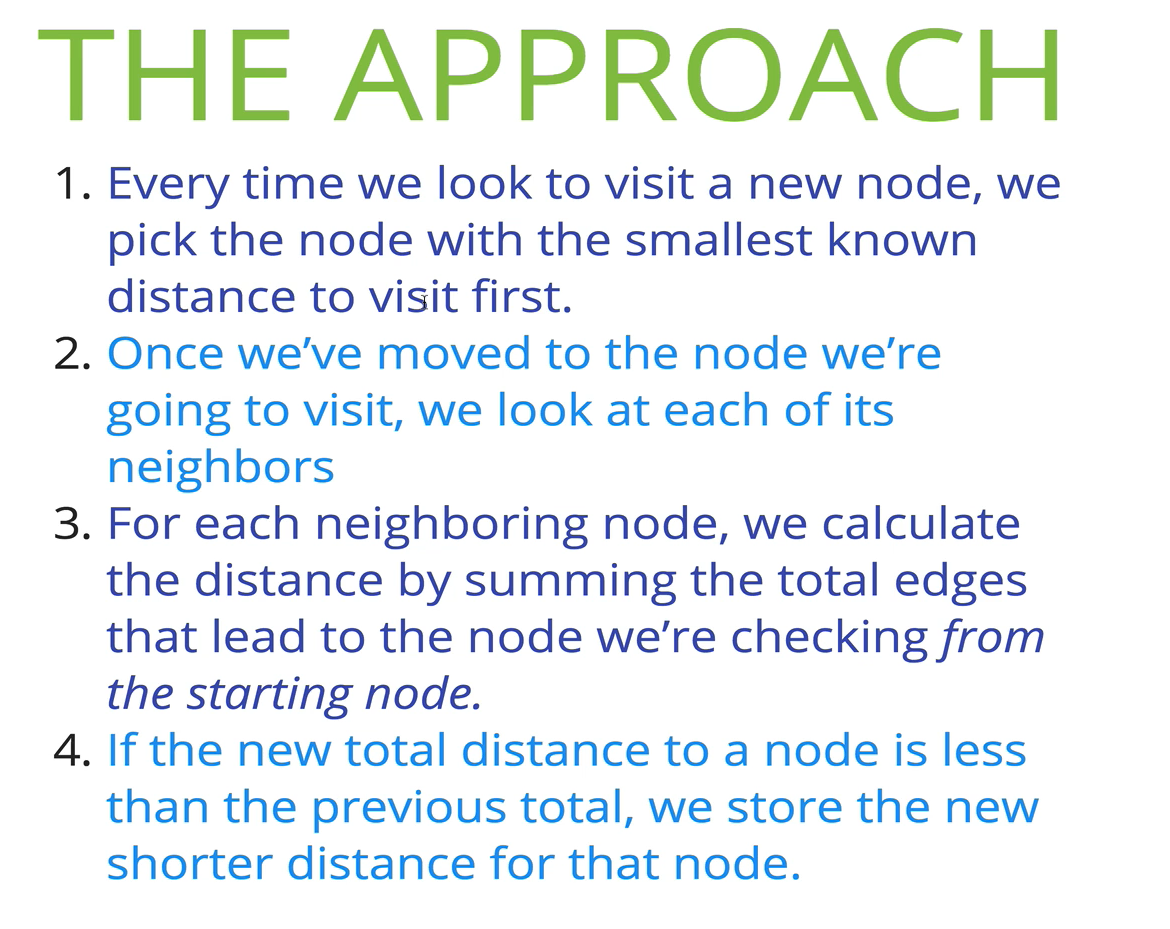 THE APPROACH
1. Every time we look to visit a new node, we
pick the node with the smallest known
distance to visit first.
2. Once we’ve moved to the node we’re
going to visit, we look at each of its
neighbors
3. For each neighboring node, we calculate
the distance by summing the total edges
that lead to the node we’re checking from
the starting node.
4. If the new total distance to a node is less
than the previous total, we store the new
shorter distance for that node.